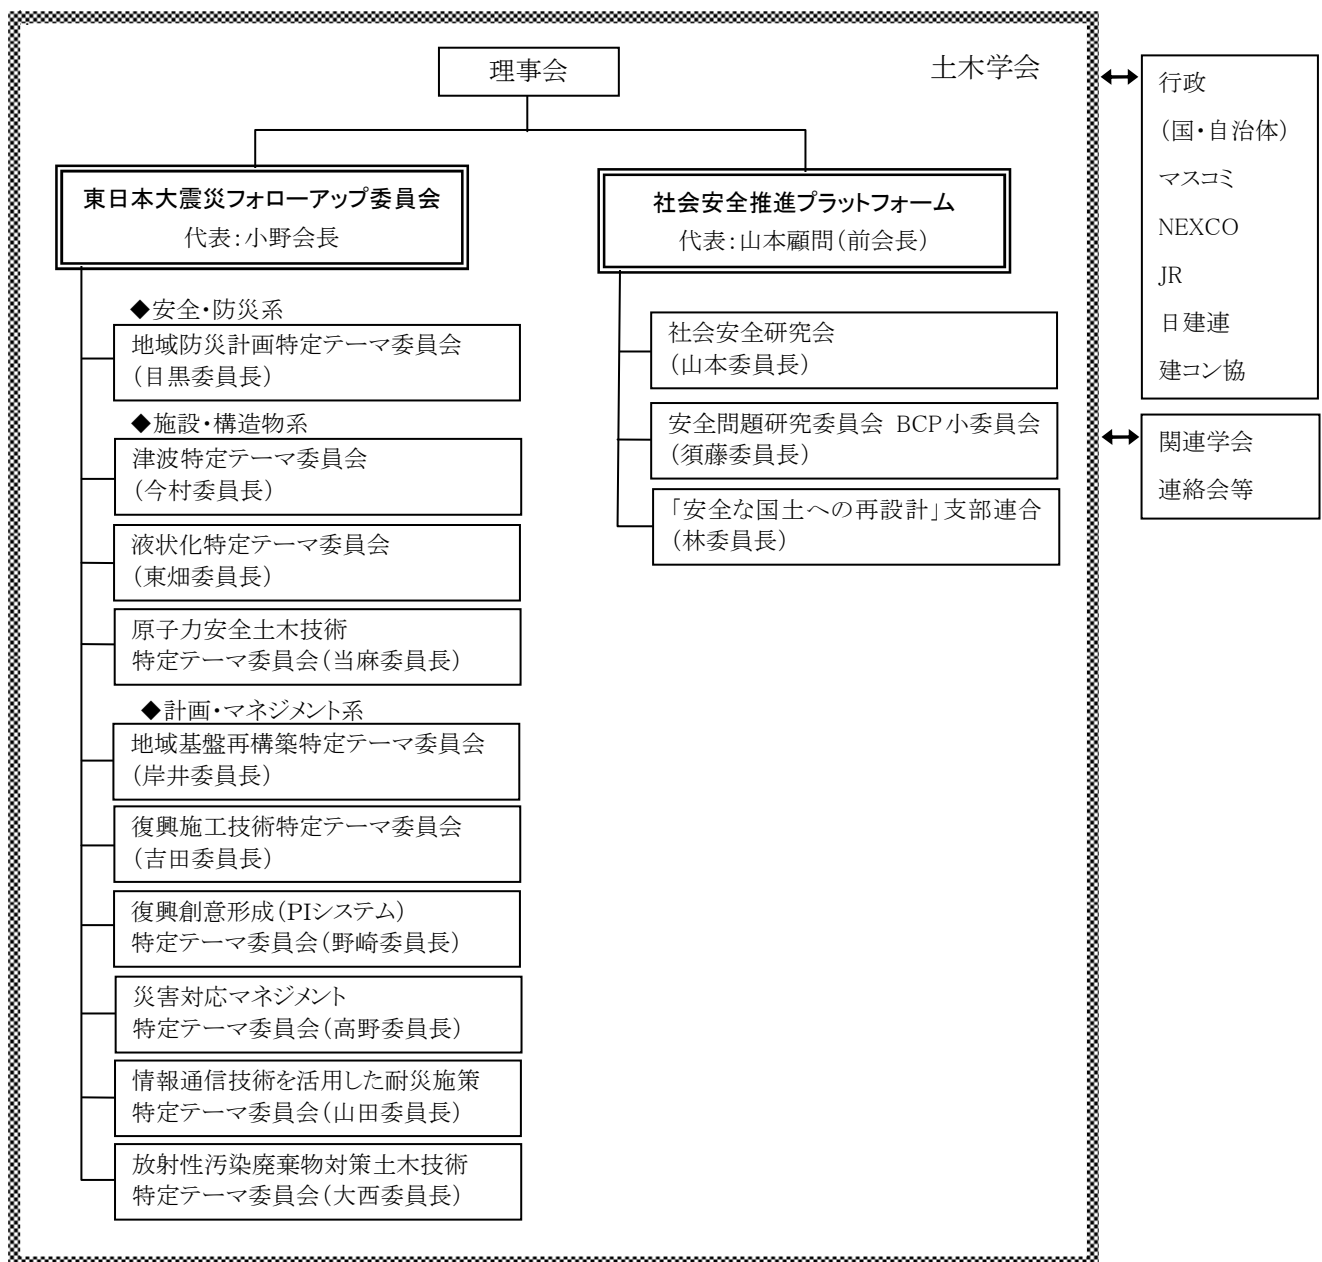 理事会
土木学会
東日本大震災フォローアップ委員会
代表:小野会長
◆安全・防災系
地域防災計画特定テーマ委員会
(目黒委員長)
◆施設・構造物系
津波特定テーマ委員会
(今村委員長)
液状化特定テーマ委員会
(東畑委員長)
原子力安全土木技術
特定テーマ委員会(当麻委員長)
◆計画・マネジメント系
地域基盤再構築特定テーマ委員会
(岸井委員長)
復興施工技術特定テーマ委員会
(吉田委員長)
復興創意形成(PIシステム)
特定テーマ委員会(野崎委員長)
災害対応マネジメント
特定テーマ委員会(高野委員長)
情報通信技術を活用した耐災施策
特定テーマ委員会(山田委員長)
放射性汚染廃棄物対策土木技術
特定テーマ委員会(大西委員長)
社会安全推進プラットフォーム
代表:山本顧問(前会長)
社会安全研究会
(山本委員長)
安全問題研究委員会 BCP小委員会
(須藤委員長)
「安全な国土への再設計」支部連合
(林委員長)
行政
(国・自治体)
マスコミ
NEXCO
JR
日建連
建コン協
関連学会
連絡会等